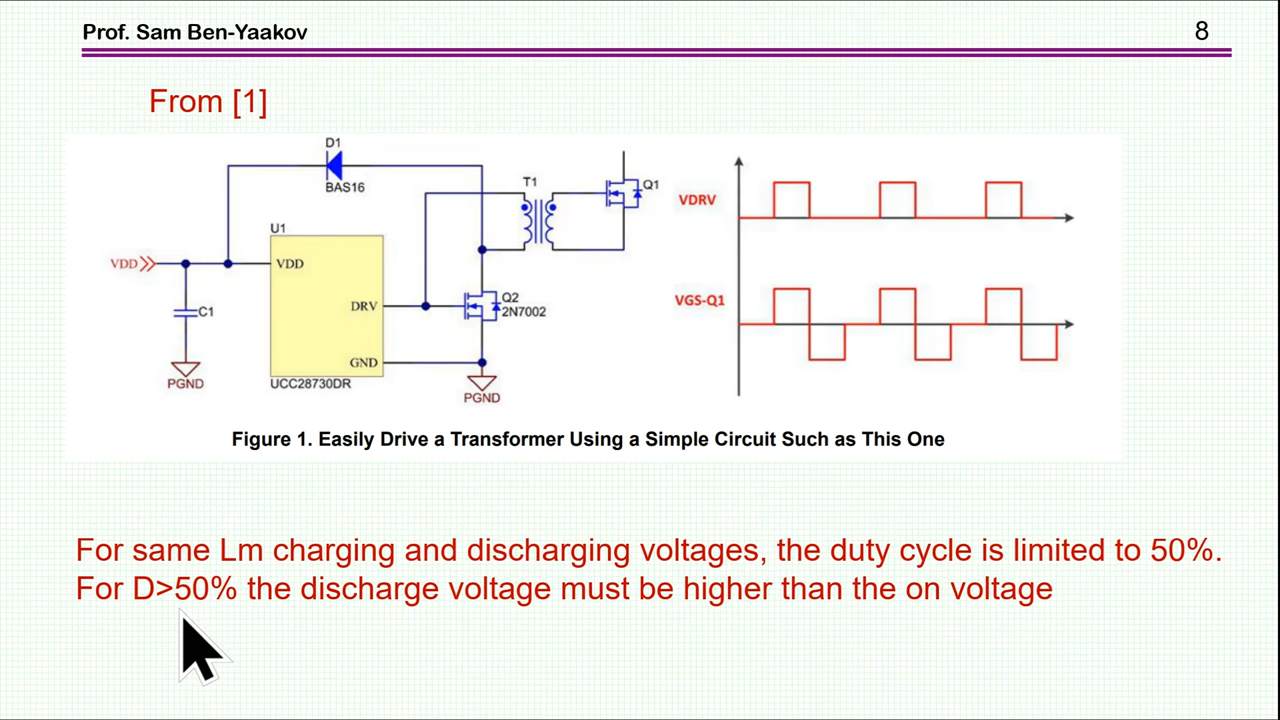 Prof. Sam Ben-Yaakov
8
From [1]
D1
BAS16
T1
Q1
U1
VDD
VDD
C1
DRV
Q2
2N7002
GND
PGND
UCC28730DR
PGND
VDRV
VGS-Q1
Figure 1. Easily Drive a Transformer Using a Simple Circuit Such as This One
For same Lm charging and discharging voltages, the duty cycle is limited to 50%.
For D>50% the discharge voltage must be higher than the on voltage